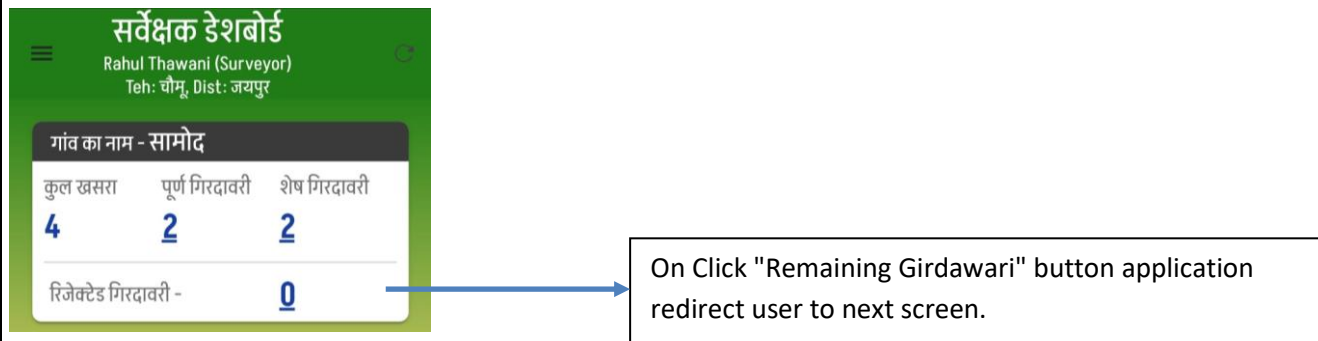 सर्वेक्षक डेशबोर्ड
Rahul Thawani (Surveyor)
Teh: चौमू, Dist: जयपुर
गांव का नाम - सामोद
कुल खसरा पूर्ण गिरदावरी शेष गिरदावरी
4 2 2
रिजेक्टेड गिरदावरी - 0
On Click "Remaining Girdawari" button application
redirect user to next screen.